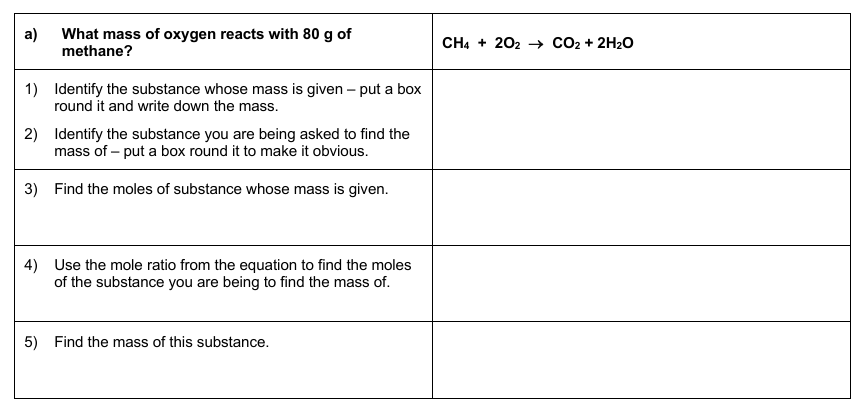 a) What mass of oxygen reacts with 80 g of
methane?
CH₄ + 2O₂ → CO₂ + 2H₂O
1) Identify the substance whose mass is given – put a box
round it and write down the mass.
2) Identify the substance you are being asked to find the
mass of – put a box round it to make it obvious.
3) Find the moles of substance whose mass is given.
4) Use the mole ratio from the equation to find the moles
of the substance you are being to find the mass of.
5) Find the mass of this substance.